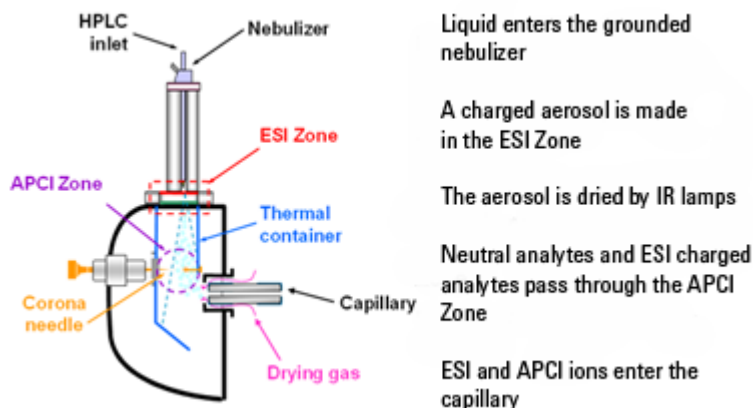 HPLC
inlet
Nebulizer
ESI Zone
APCI Zone
Thermal
container
Corona
needle
Capillary
Drying gas
Liquid enters the grounded
nebulizer
A charged aerosol is made
in the ESI Zone
The aerosol is dried by IR lamps
Neutral analytes and ESI charged
analytes pass through the APCI
Zone
ESI and APCI ions enter the
capillary